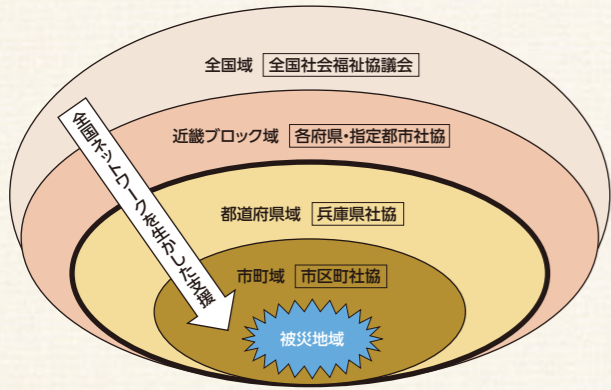 全国域 全国社会福祉協議会
近畿ブロック域 各府県・指定都市社協
都道府県域 兵庫県社協
市町域 市区町社協
被災地域
全国ネットワークを生かした支援